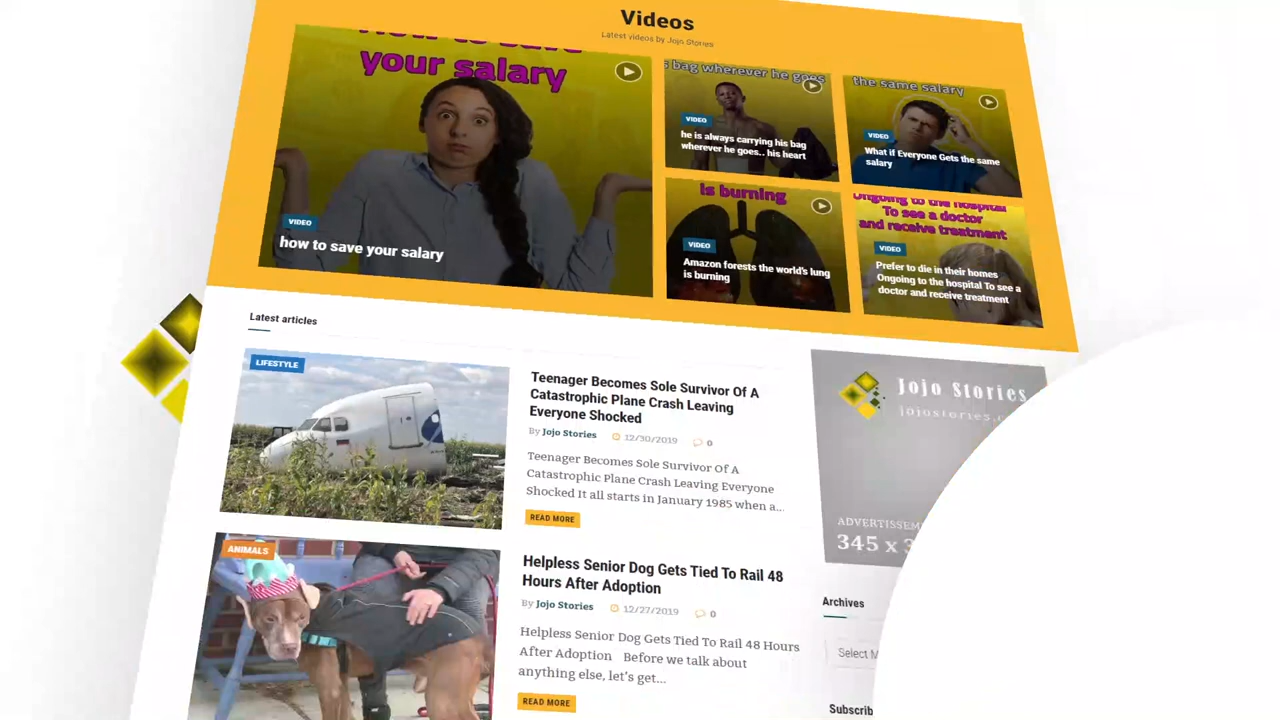 Videos
Latest videos by Jojo Stories
how to save
your salary
VIDEO
how to save your salary
bag wherever he goes
VIDEO
he is always carrying his bag
wherever he goes.. his heart
the same salary
VIDEO
What if Everyone Gets the same
salary
is burning
VIDEO
Amazon forests the world's lung
is burning
Ongoing to the hospital
To see a doctor
and receive treatment
VIDEO
Prefer to die in their homes
Ongoing to the hospital To see a
doctor and receive treatment
Latest articles
LIFESTYLE
Teenager Becomes Sole Survivor Of A
Catastrophic Plane Crash Leaving
Everyone Shocked
By Jojo Stories 12/30/2019 0
Teenager Becomes Sole Survivor Of A
Catastrophic Plane Crash Leaving Everyone
Shocked It all starts in January 1985 when a...
READ MORE
ANIMALS
Helpless Senior Dog Gets Tied To Rail 48
Hours After Adoption
By Jojo Stories 12/27/2019 0
Helpless Senior Dog Gets Tied To Rail 48 Hours
After Adoption Before we talk about
anything else, let's get...
READ MORE
Jojo Stories
jojostories.c
ADVERTISSEM
345 x 3
Archives
Select M
Subscrib